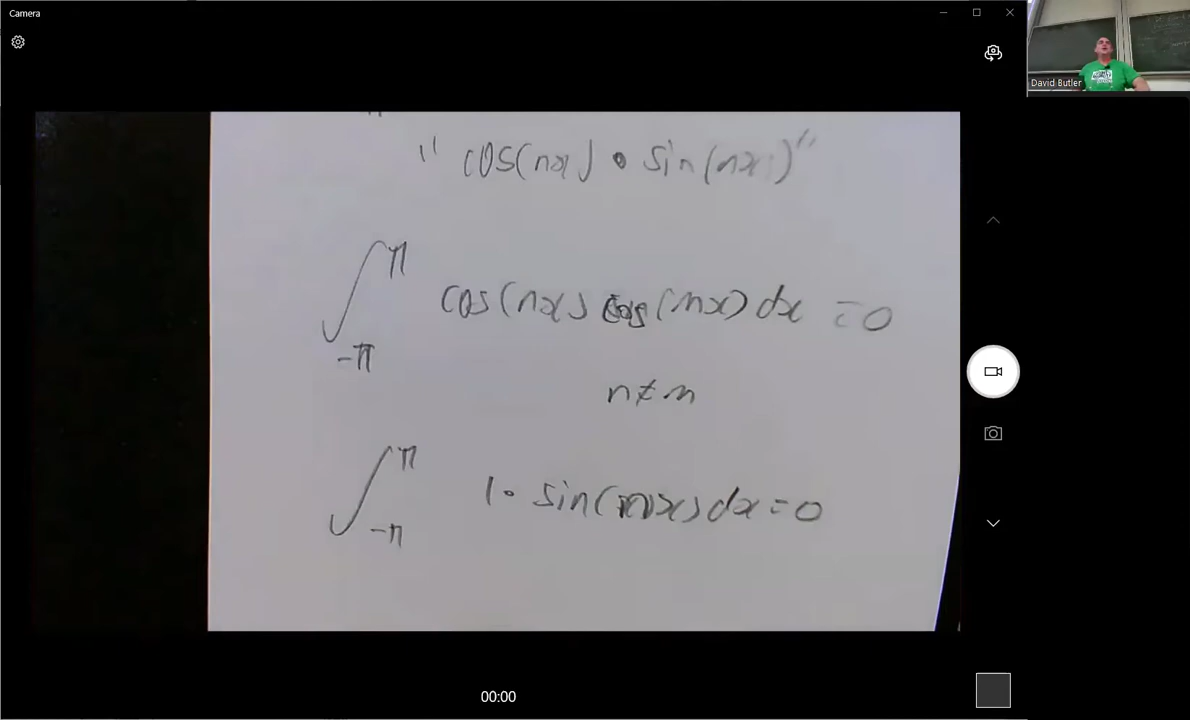 Camera
David Butler
" cos(nx) • sin(nx) "
∫ π -π cos(nx) cos(mx) dx = 0
n ≠ m
∫ π -π 1 • sin(nx) dx = 0
00:00